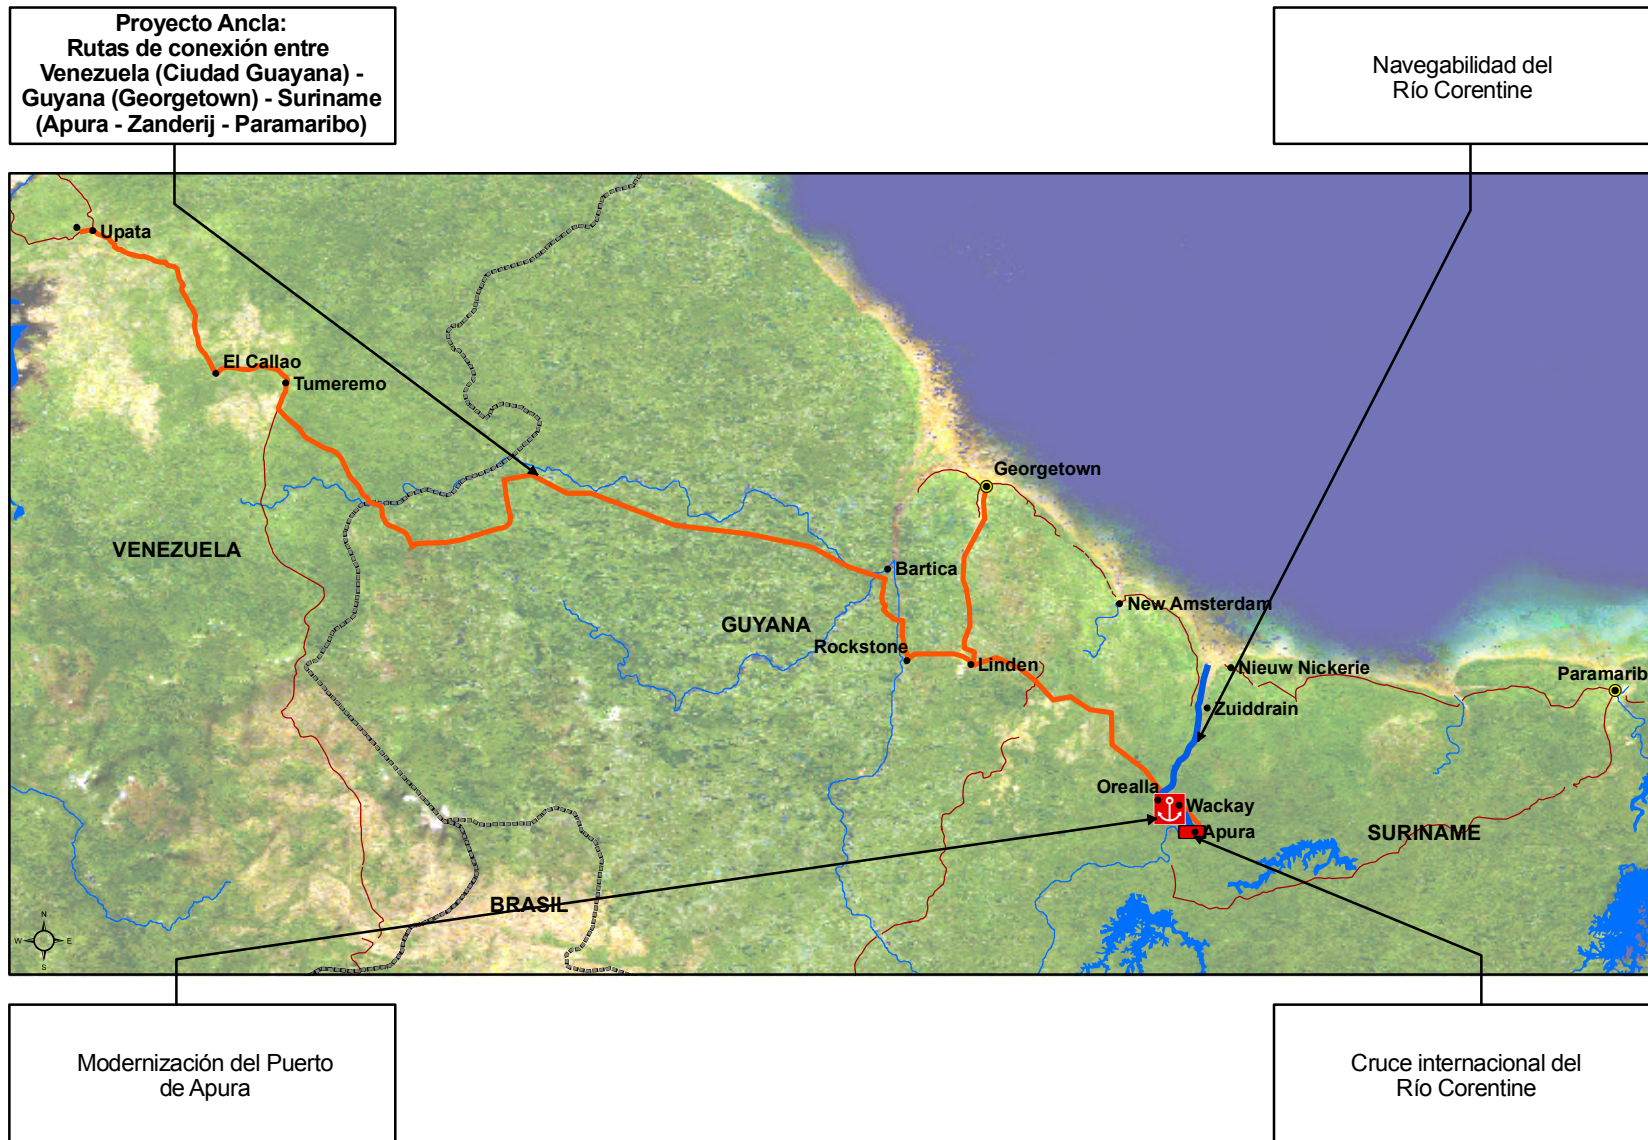 Proyecto Ancla:
Rutas de conexión entre
Venezuela (Ciudad Guayana) -
Guyana (Georgetown) - Suriname
(Apura - Zanderij - Paramaribo)
Navegabilidad del
Río Corentine
Upata
El Callao
Tumeremo
Georgetown
VENEZUELA
Bartica
New Amsterdam
GUYANA
Rockstone
Linden
Nieuw Nickerie
Paramarib
Zuiddrain
Orealla
Wackay
Apura
SURINAME
BRASIL
N
W
E
S
Modernización del Puerto
de Apura
Cruce internacional del
Río Corentine